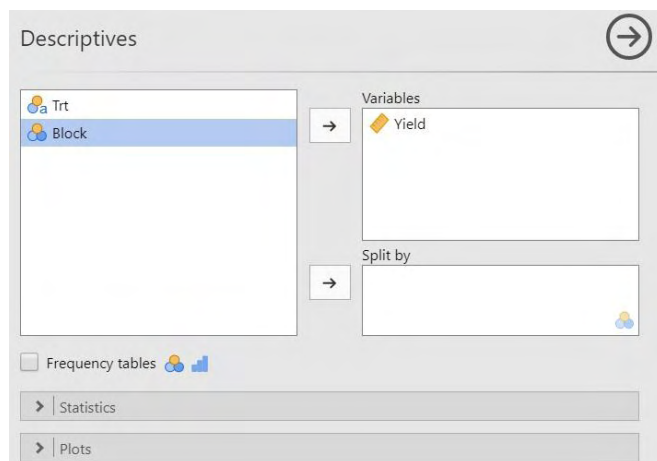 Descriptives
Trt
Block
Variables
Yield
Split by
Frequency tables
Statistics
Plots